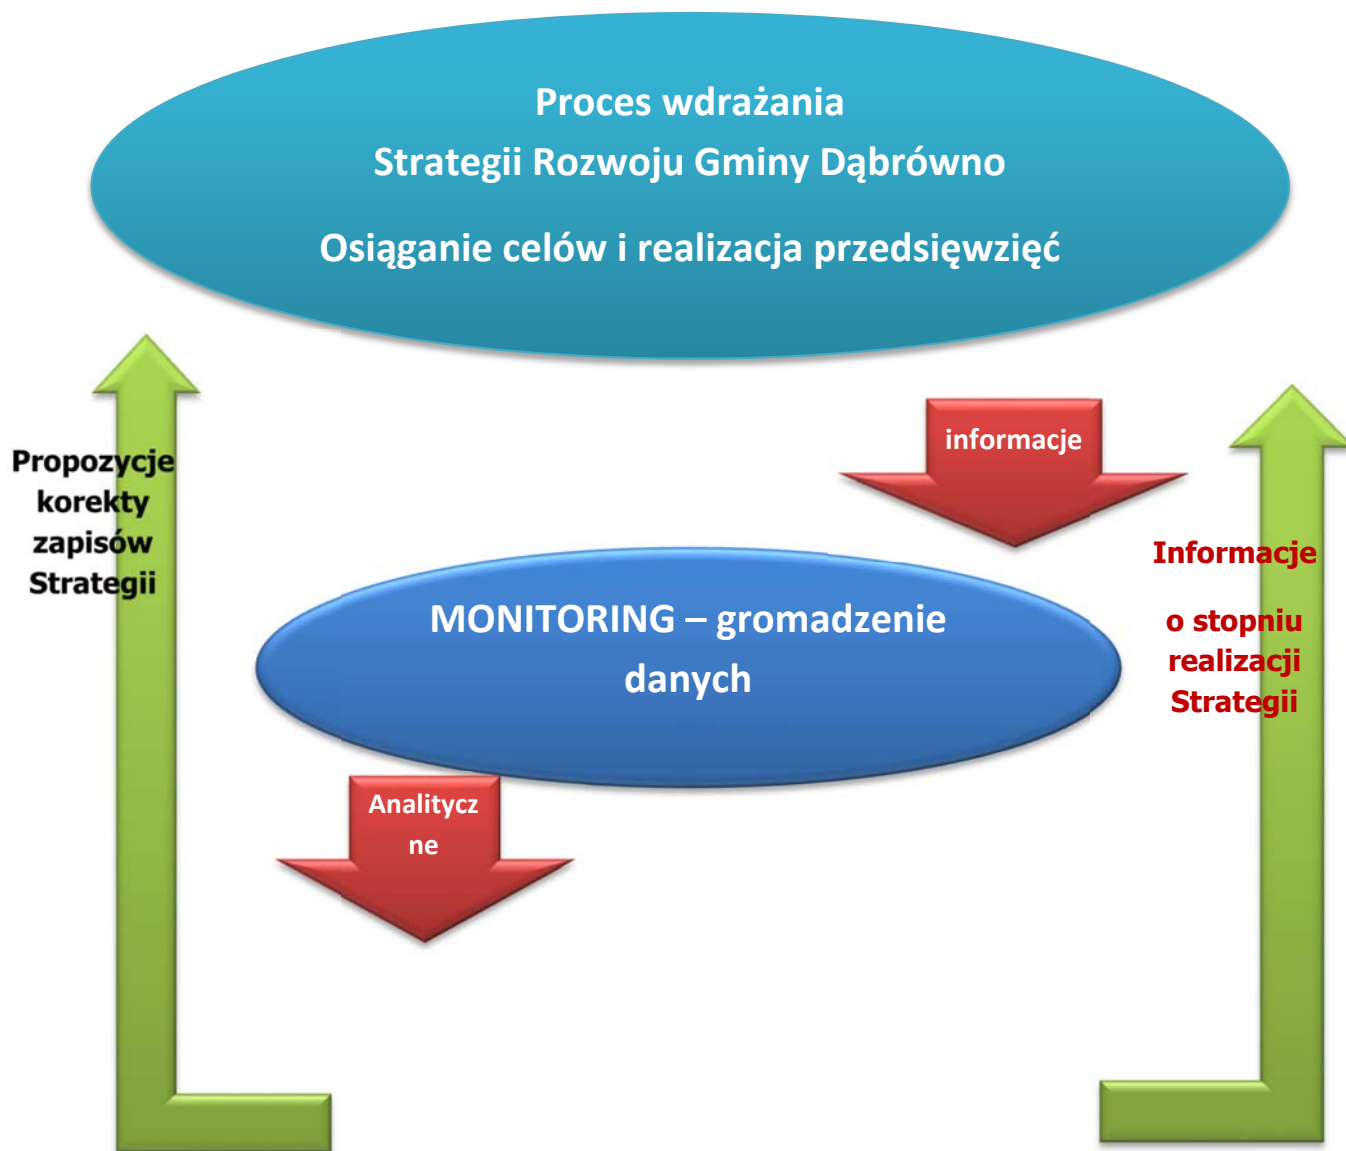 Proces wdrażania
Strategii Rozwoju Gminy Dąbrówno
Osiąganie celów i realizacja przedsięwzięć
informacje
Propozycje
korekty
zapisów
Strategii
Informacje
o stopniu
realizacji
Strategii
MONITORING – gromadzenie
danych
Analitycz
ne